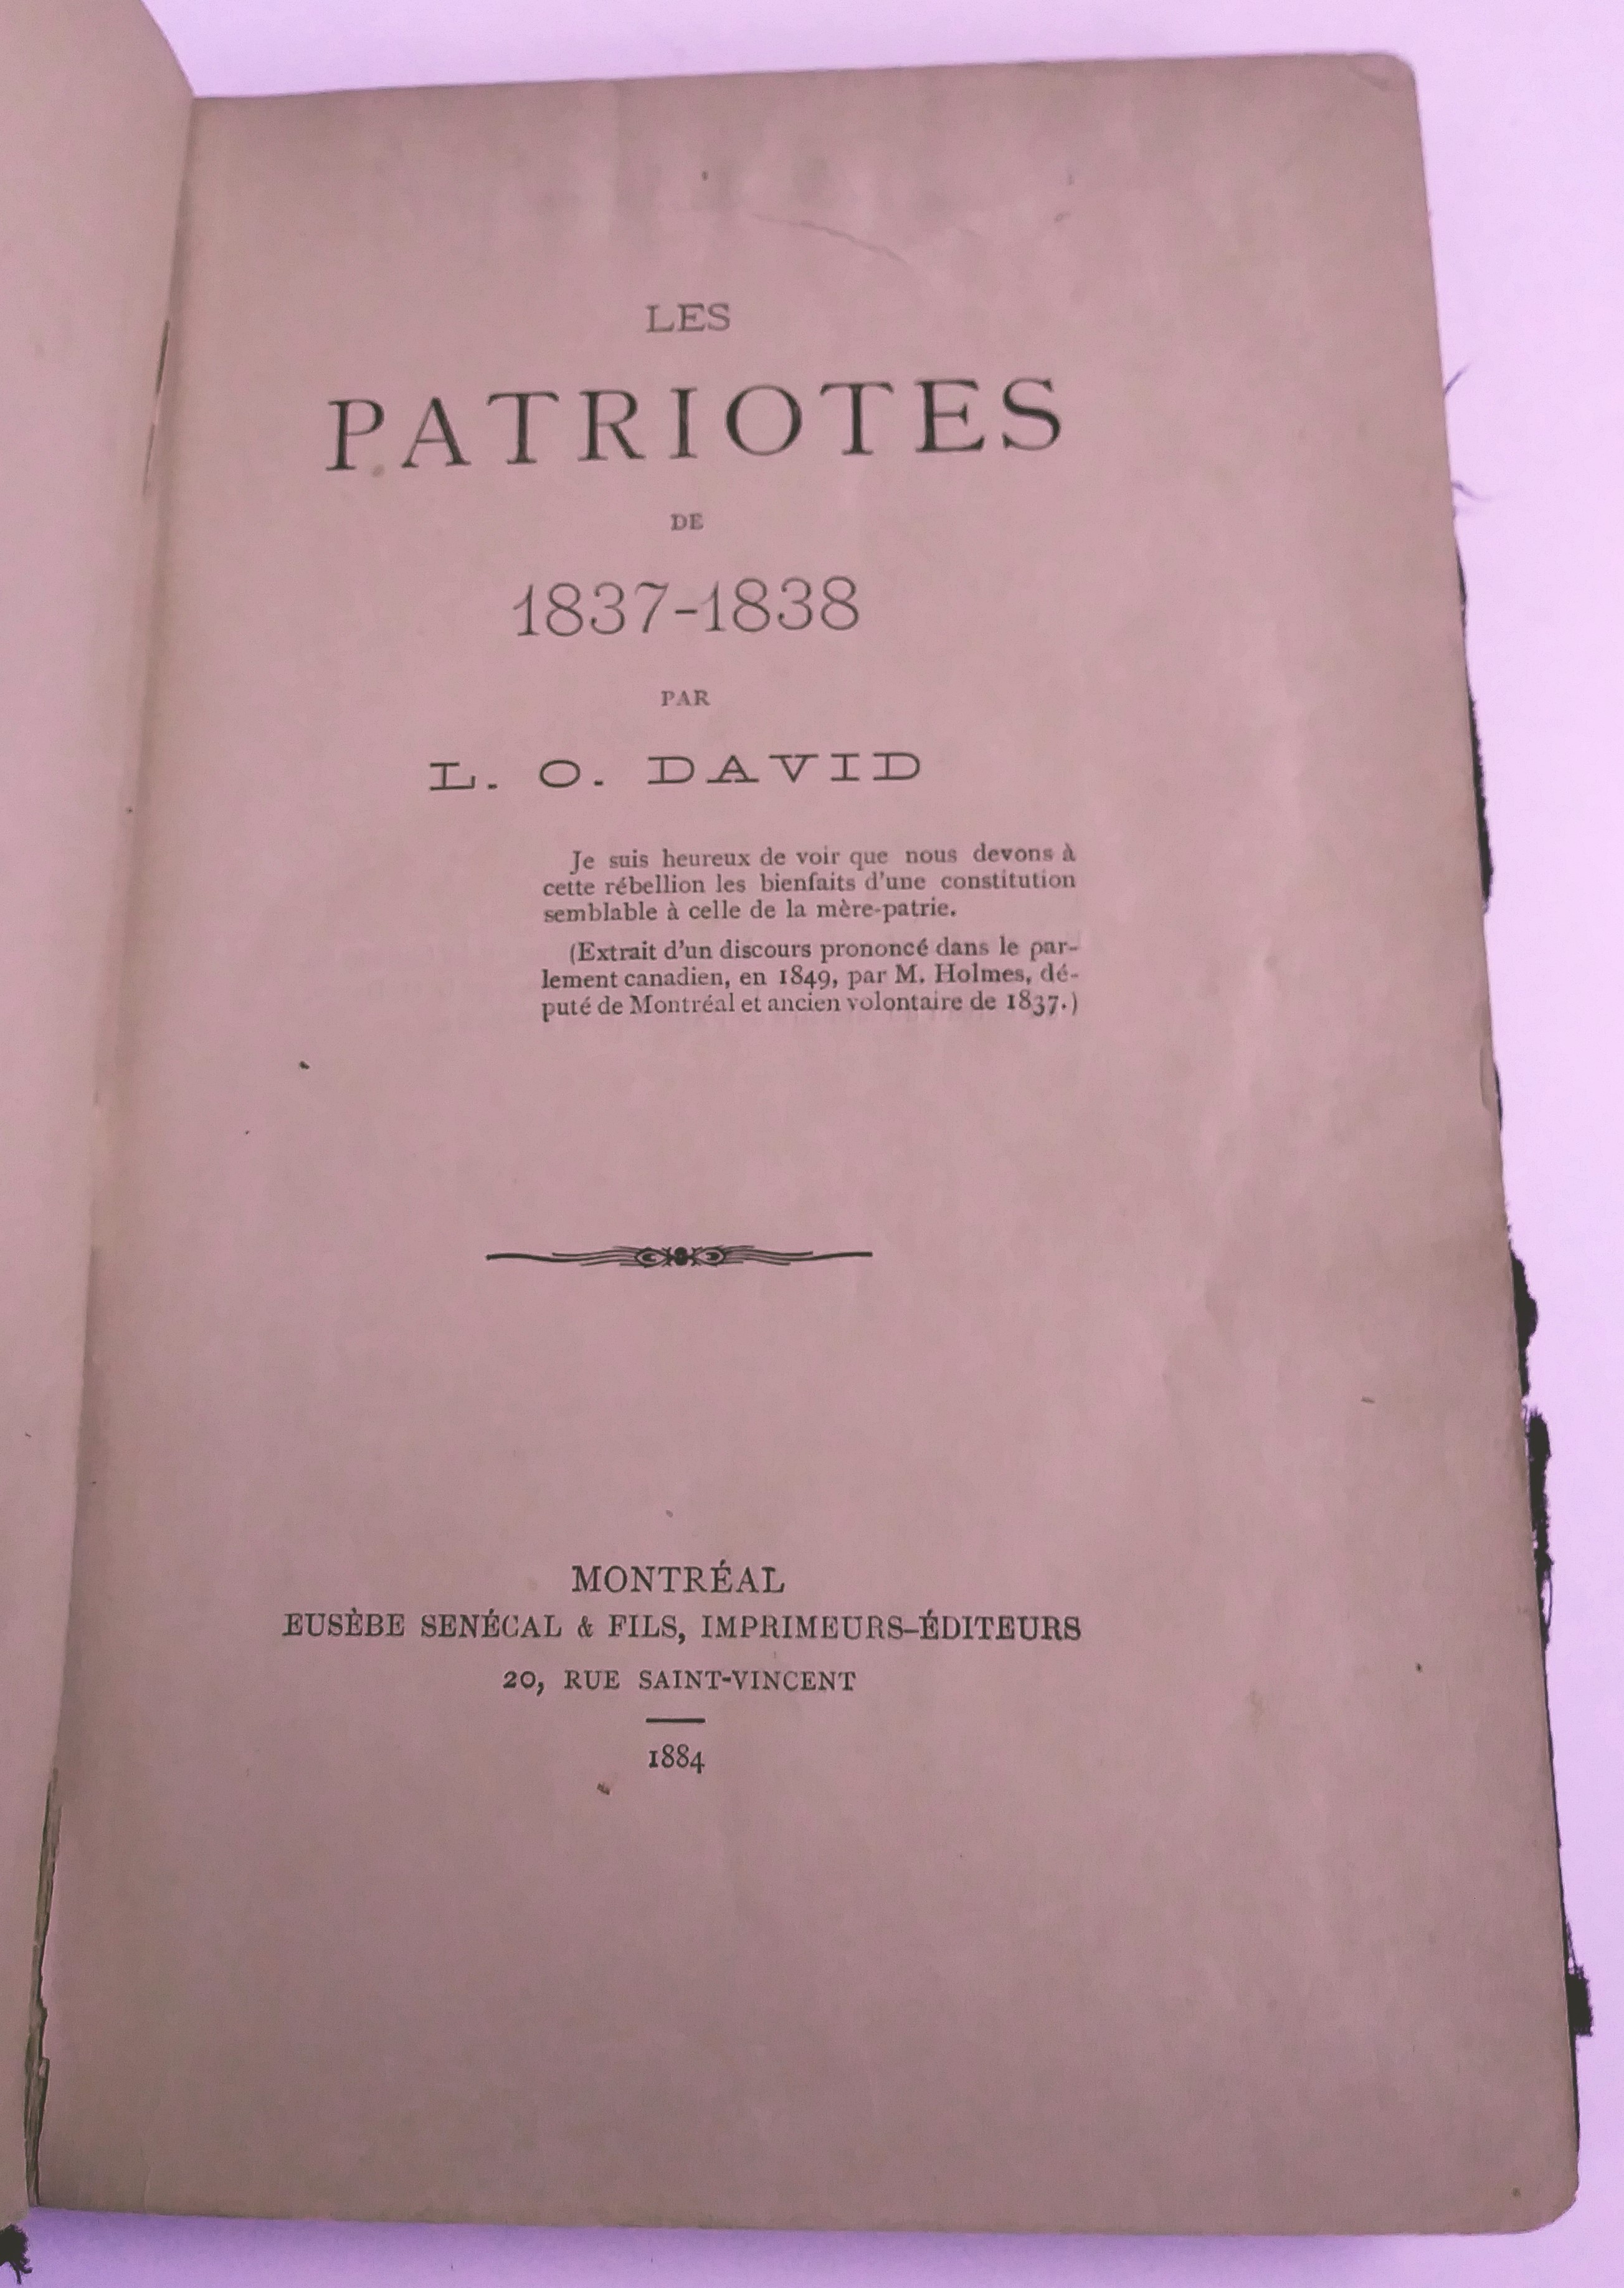 LES
PATRIOTES
DE
1837-1838
PAR
L. O. DAVID
Je suis heureux de voir que nous devons à
cette rébellion les bienfaits d'une constitution
semblable à celle de la mère-patrie.
(Extrait d'un discours prononcé dans le par-
lement canadien, en 1849, par M. Holmes, dé-
puté de Montréal et ancien volontaire de 1837.)
MONTRÉAL
EUSÈBE SENÉCAL & FILS, IMPRIMEURS-ÉDITEURS
20, RUE SAINT-VINCENT
1884